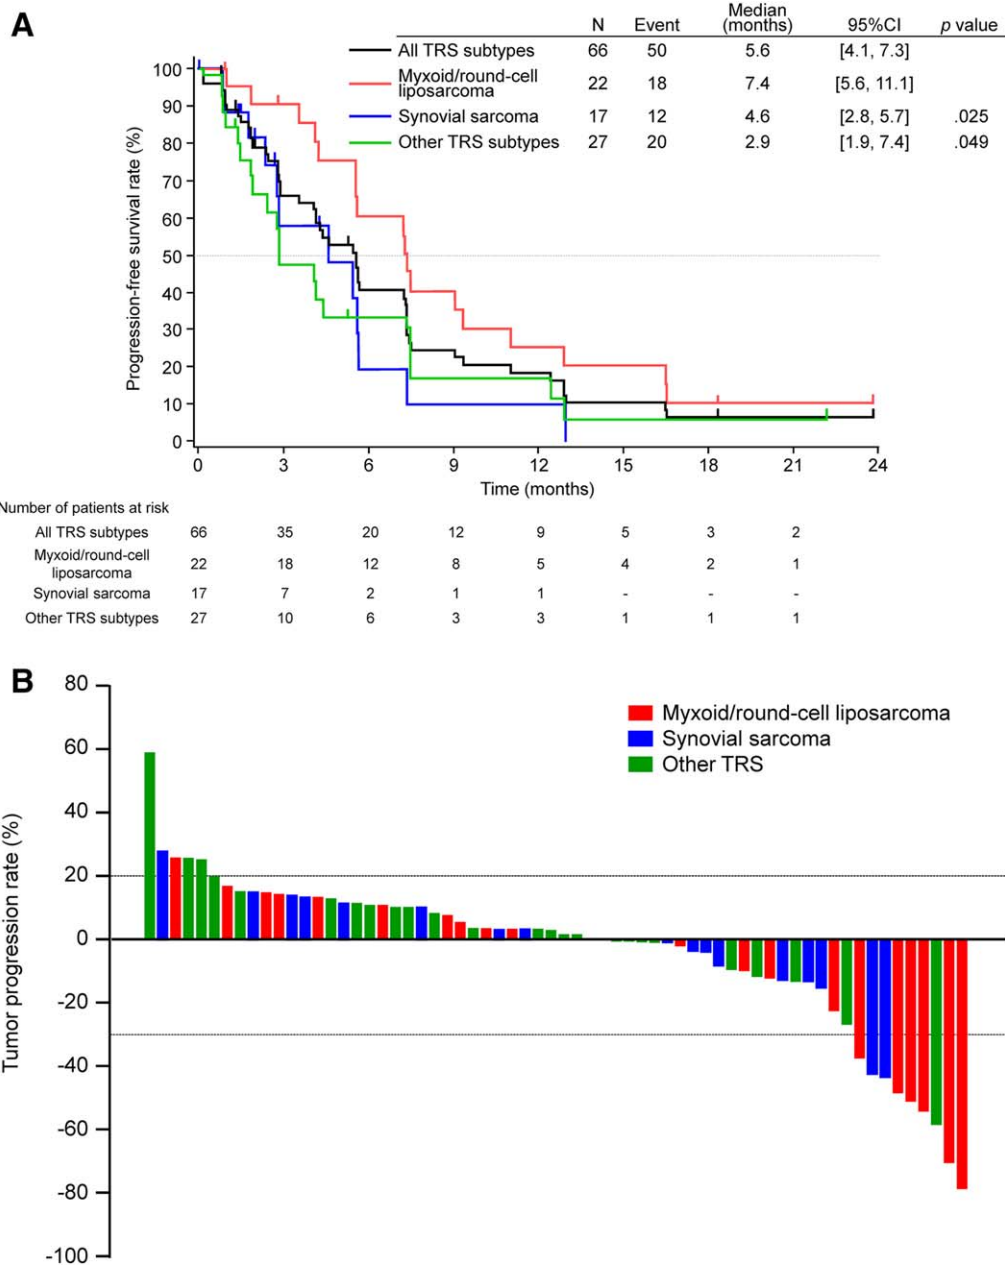 A
N Event Median (months) 95%CI p value
All TRS subtypes 66 50 5.6 [4.1, 7.3]
Myxoid/round-cell liposarcoma 22 18 7.4 [5.6, 11.1]
Synovial sarcoma 17 12 4.6 [2.8, 5.7] .025
Other TRS subtypes 27 20 2.9 [1.9, 7.4] .049
Progression-free survival rate (%)
100
90
80
70
60
50
40
30
20
10
0
0 3 6 9 12 15 18 21 24
Time (months)
Number of patients at risk
All TRS subtypes 66 35 20 12 9 5 3 2
Myxoid/round-cell liposarcoma 22 18 12 8 5 4 2 1
Synovial sarcoma 17 7 2 1 1 - - -
Other TRS subtypes 27 10 6 3 3 1 1 1
B
Tumor progression rate (%)
80
60
40
20
0
-20
-40
-60
-80
-100
Myxoid/round-cell liposarcoma
Synovial sarcoma
Other TRS